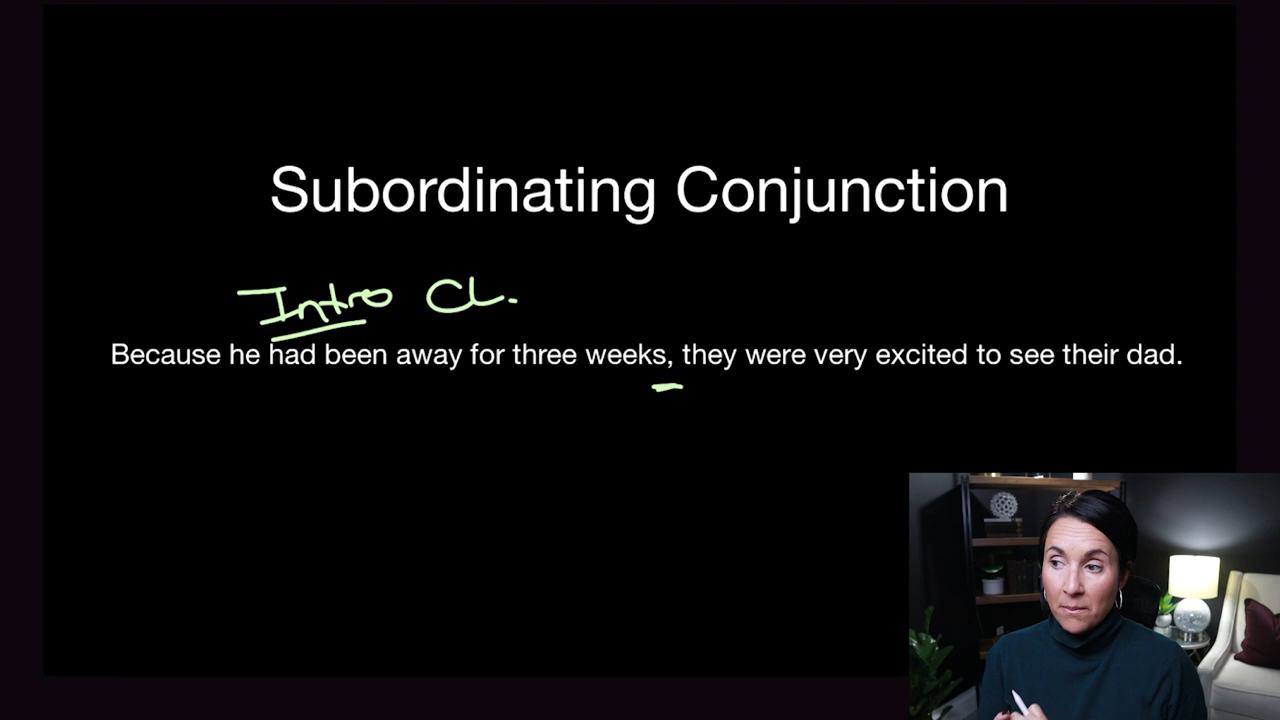 Subordinating Conjunction
Intro CL.
Because he had been away for three weeks, they were very excited to see their dad.